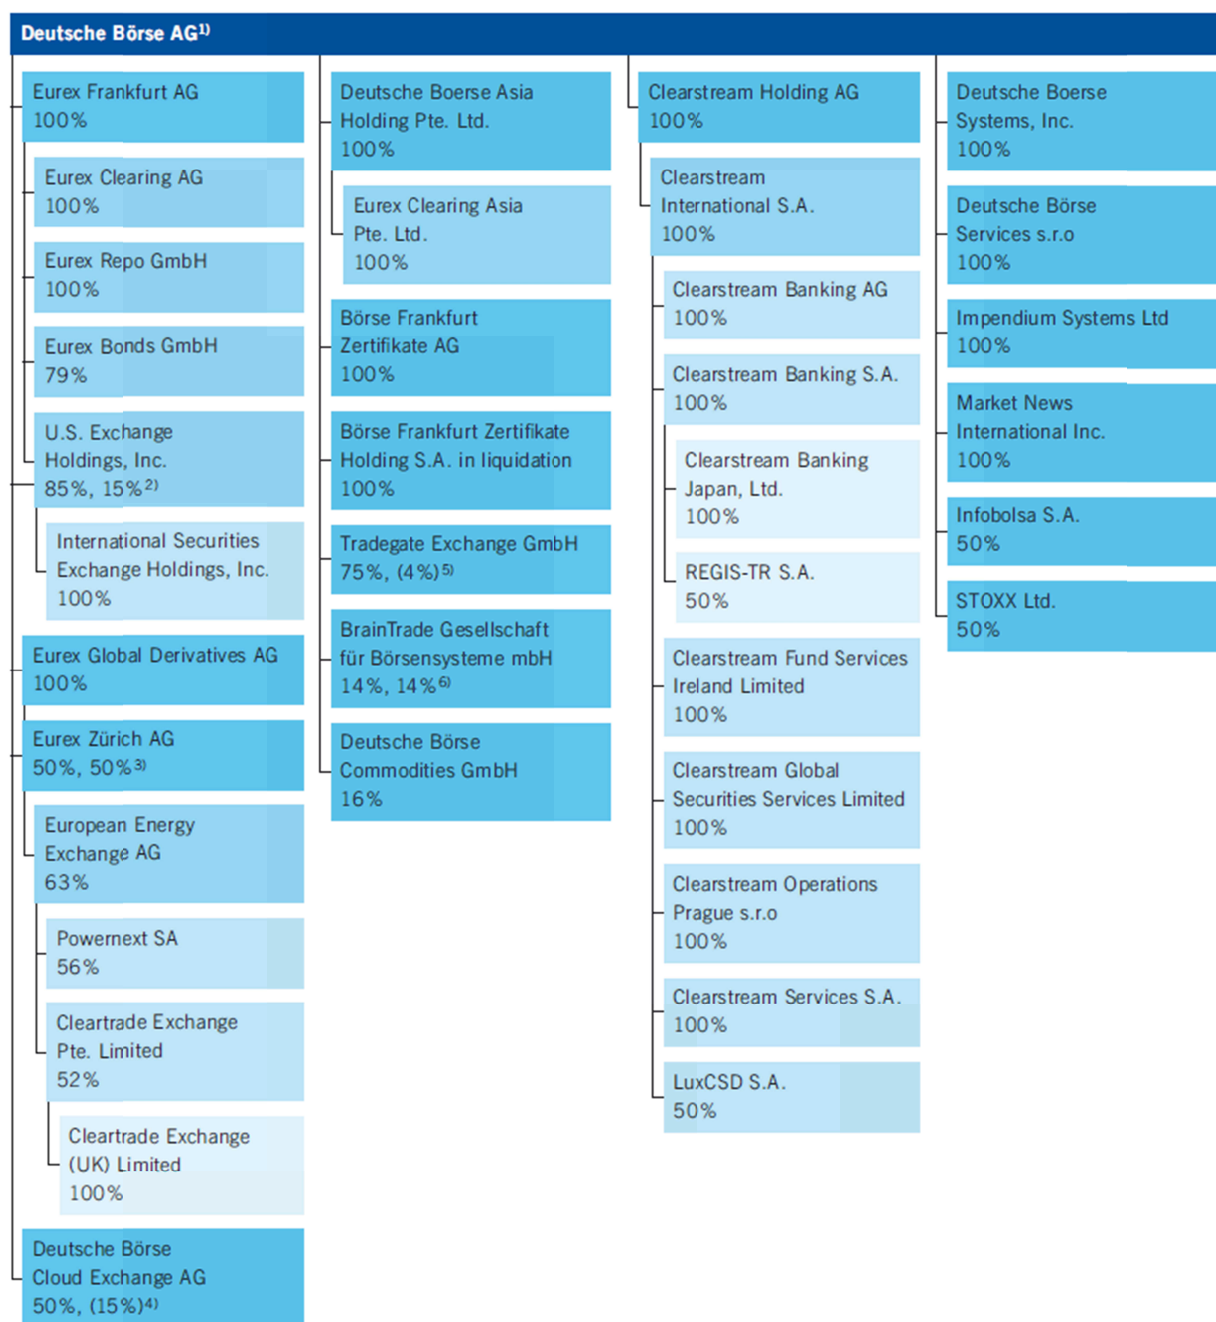 Deutsche Börse AG1)
Eurex Frankfurt AG
100%
Eurex Clearing AG
100%
Eurex Repo GmbH
100%
Eurex Bonds GmbH
79%
U.S. Exchange
Holdings, Inc.
85%, 15%2)
International Securities
Exchange Holdings, Inc.
100%
Eurex Global Derivatives AG
100%
Eurex Zürich AG
50%, 50%3)
European Energy
Exchange AG
63%
Powernext SA
56%
Cleartrade Exchange
Pte. Limited
52%
Cleartrade Exchange
(UK) Limited
100%
Deutsche Börse
Cloud Exchange AG
50%, (15%)4)
Deutsche Boerse Asia
Holding Pte. Ltd.
100%
Eurex Clearing Asia
Pte. Ltd.
100%
Börse Frankfurt
Zertifikate AG
100%
Börse Frankfurt Zertifikate
Holding S.A. in liquidation
100%
Tradegate Exchange GmbH
75%, (4%)5)
BrainTrade Gesellschaft
für Börsensysteme mbH
14%, 14%6)
Deutsche Börse
Commodities GmbH
16%
Clearstream Holding AG
100%
Clearstream
International S.A.
100%
Clearstream Banking AG
100%
Clearstream Banking S.A.
100%
Clearstream Banking
Japan, Ltd.
100%
REGIS-TR S.A.
50%
Clearstream Fund Services
Ireland Limited
100%
Clearstream Global
Securities Services Limited
100%
Clearstream Operations
Prague s.r.o
100%
Clearstream Services S.A.
100%
LuxCSD S.A.
50%
Deutsche Boerse
Systems, Inc.
100%
Deutsche Börse
Services s.r.o
100%
Impendium Systems Ltd
100%
Market News
International Inc.
100%
Infobolsa S.A.
50%
STOXX Ltd.
50%